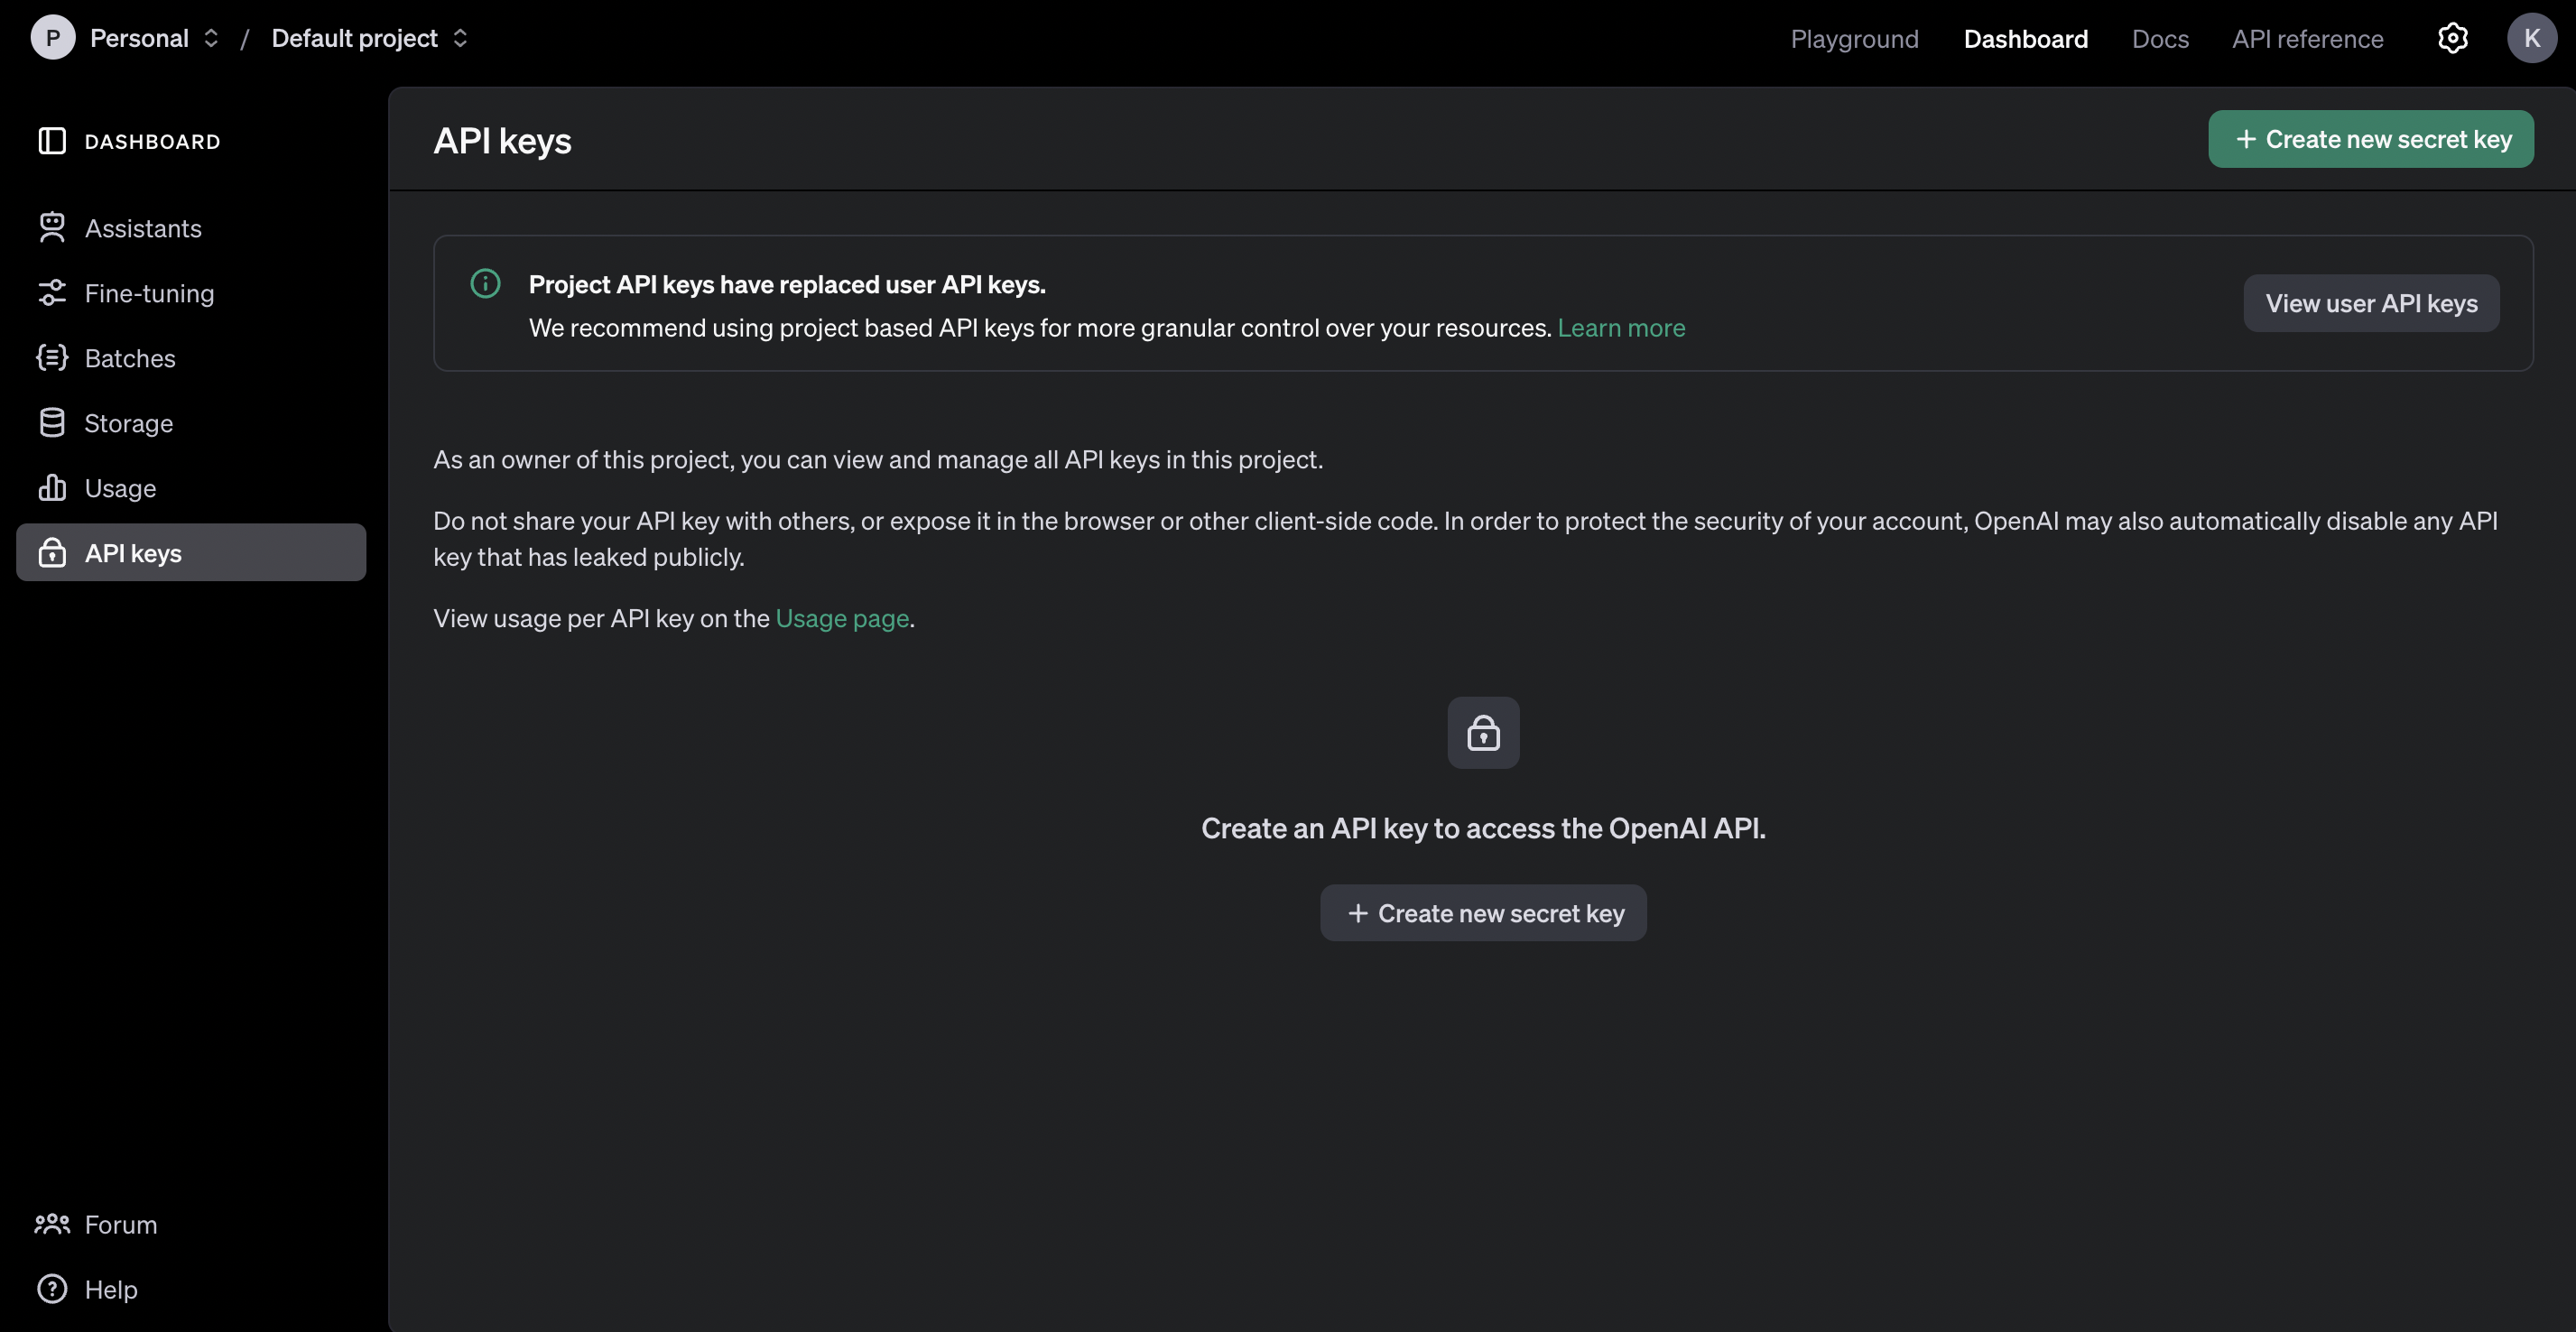 P Personal / Default project
Playground Dashboard Docs API reference K
DASHBOARD
Assistants
Fine-tuning
Batches
Storage
Usage
API keys
Forum
Help
API keys
+ Create new secret key
Project API keys have replaced user API keys.
We recommend using project based API keys for more granular control over your resources. Learn more
View user API keys
As an owner of this project, you can view and manage all API keys in this project.
Do not share your API key with others, or expose it in the browser or other client-side code. In order to protect the security of your account, OpenAI may also automatically disable any API
key that has leaked publicly.
View usage per API key on the Usage page.
Create an API key to access the OpenAI API.
+ Create new secret key